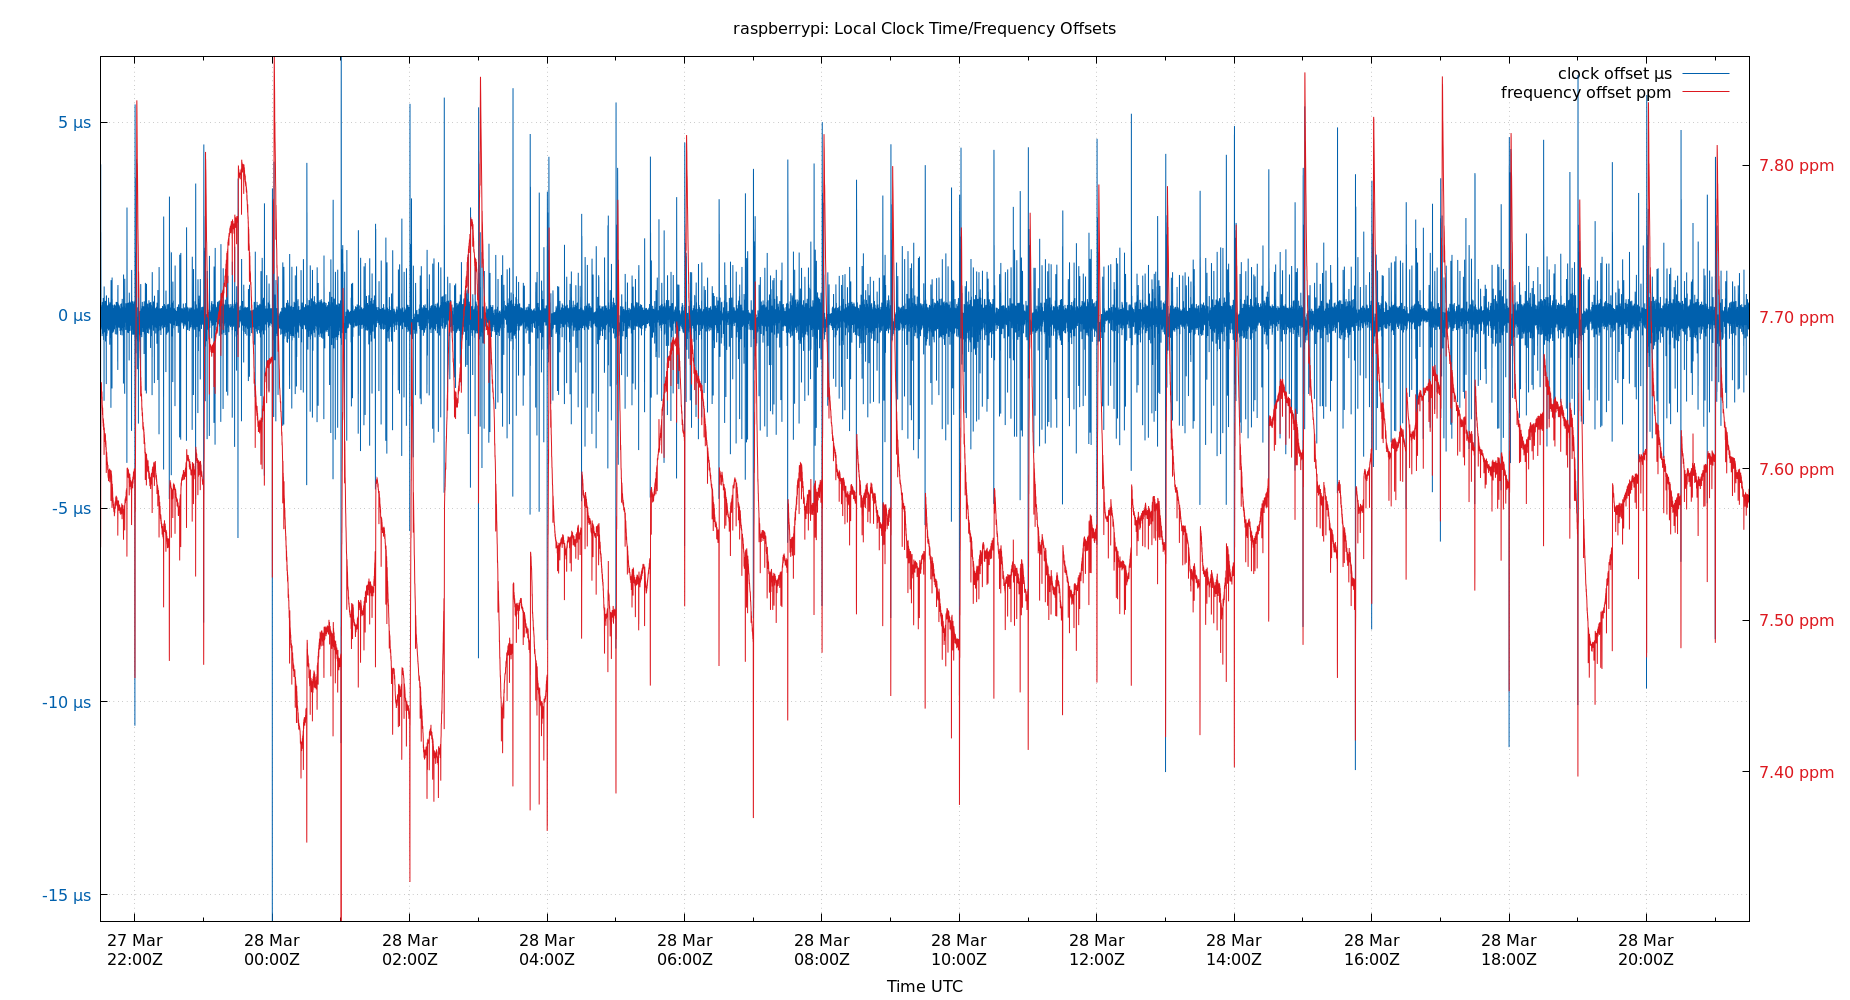 raspberrypi: Local Clock Time/Frequency Offsets
clock offset µs
frequency offset ppm
5 µs
0 µs
-5 µs
-10 µs
-15 µs
7.80 ppm
7.70 ppm
7.60 ppm
7.50 ppm
7.40 ppm
27 Mar 28 Mar 28 Mar 28 Mar 28 Mar 28 Mar 28 Mar 28 Mar 28 Mar 28 Mar 28 Mar 28 Mar
22:00Z 00:00Z 02:00Z 04:00Z 06:00Z 08:00Z 10:00Z 12:00Z 14:00Z 16:00Z 18:00Z 20:00Z
Time UTC